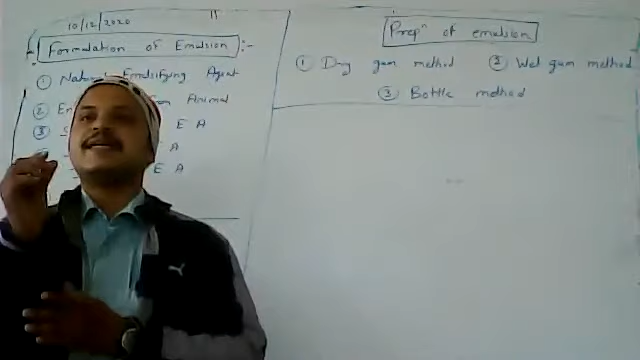 10/12/2020
Formulation of Emulsion :-
① Natural Emulsifying Agent
② Animal
③ E A
A
E A
Prepⁿ of emulsion
① Dry gum method ② Wet gum method
③ Bottle method